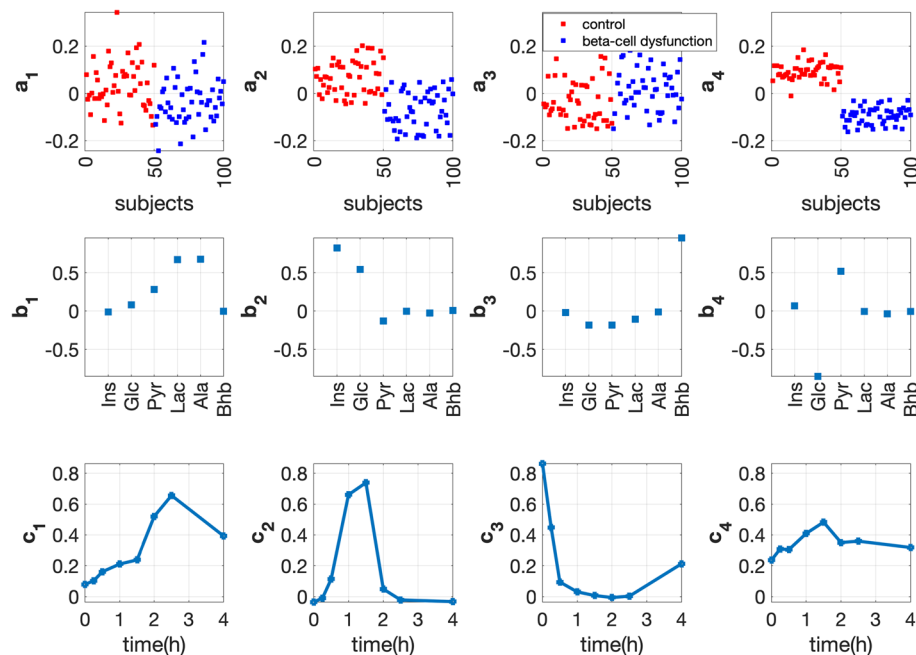 control
beta-cell dysfunction
a1
0.2
0
-0.2
0
50
100
subjects
a2
0.2
0
-0.2
0
50
100
subjects
a3
0.2
0
-0.2
0
50
100
subjects
a4
0.2
0
-0.2
0
50
100
subjects
b1
0.5
0
-0.5
Ins
Glc
Pyr
Lac
Ala
Bhb
b2
0.5
0
-0.5
Ins
Glc
Pyr
Lac
Ala
Bhb
b3
0.5
0
-0.5
Ins
Glc
Pyr
Lac
Ala
Bhb
b4
0.5
0
-0.5
Ins
Glc
Pyr
Lac
Ala
Bhb
c1
0.8
0.6
0.4
0.2
0
0 1 2 3 4
time(h)
c2
0.8
0.6
0.4
0.2
0
0 1 2 3 4
time(h)
c3
0.8
0.6
0.4
0.2
0
0 1 2 3 4
time(h)
c4
0.8
0.6
0.4
0.2
0
0 1 2 3 4
time(h)